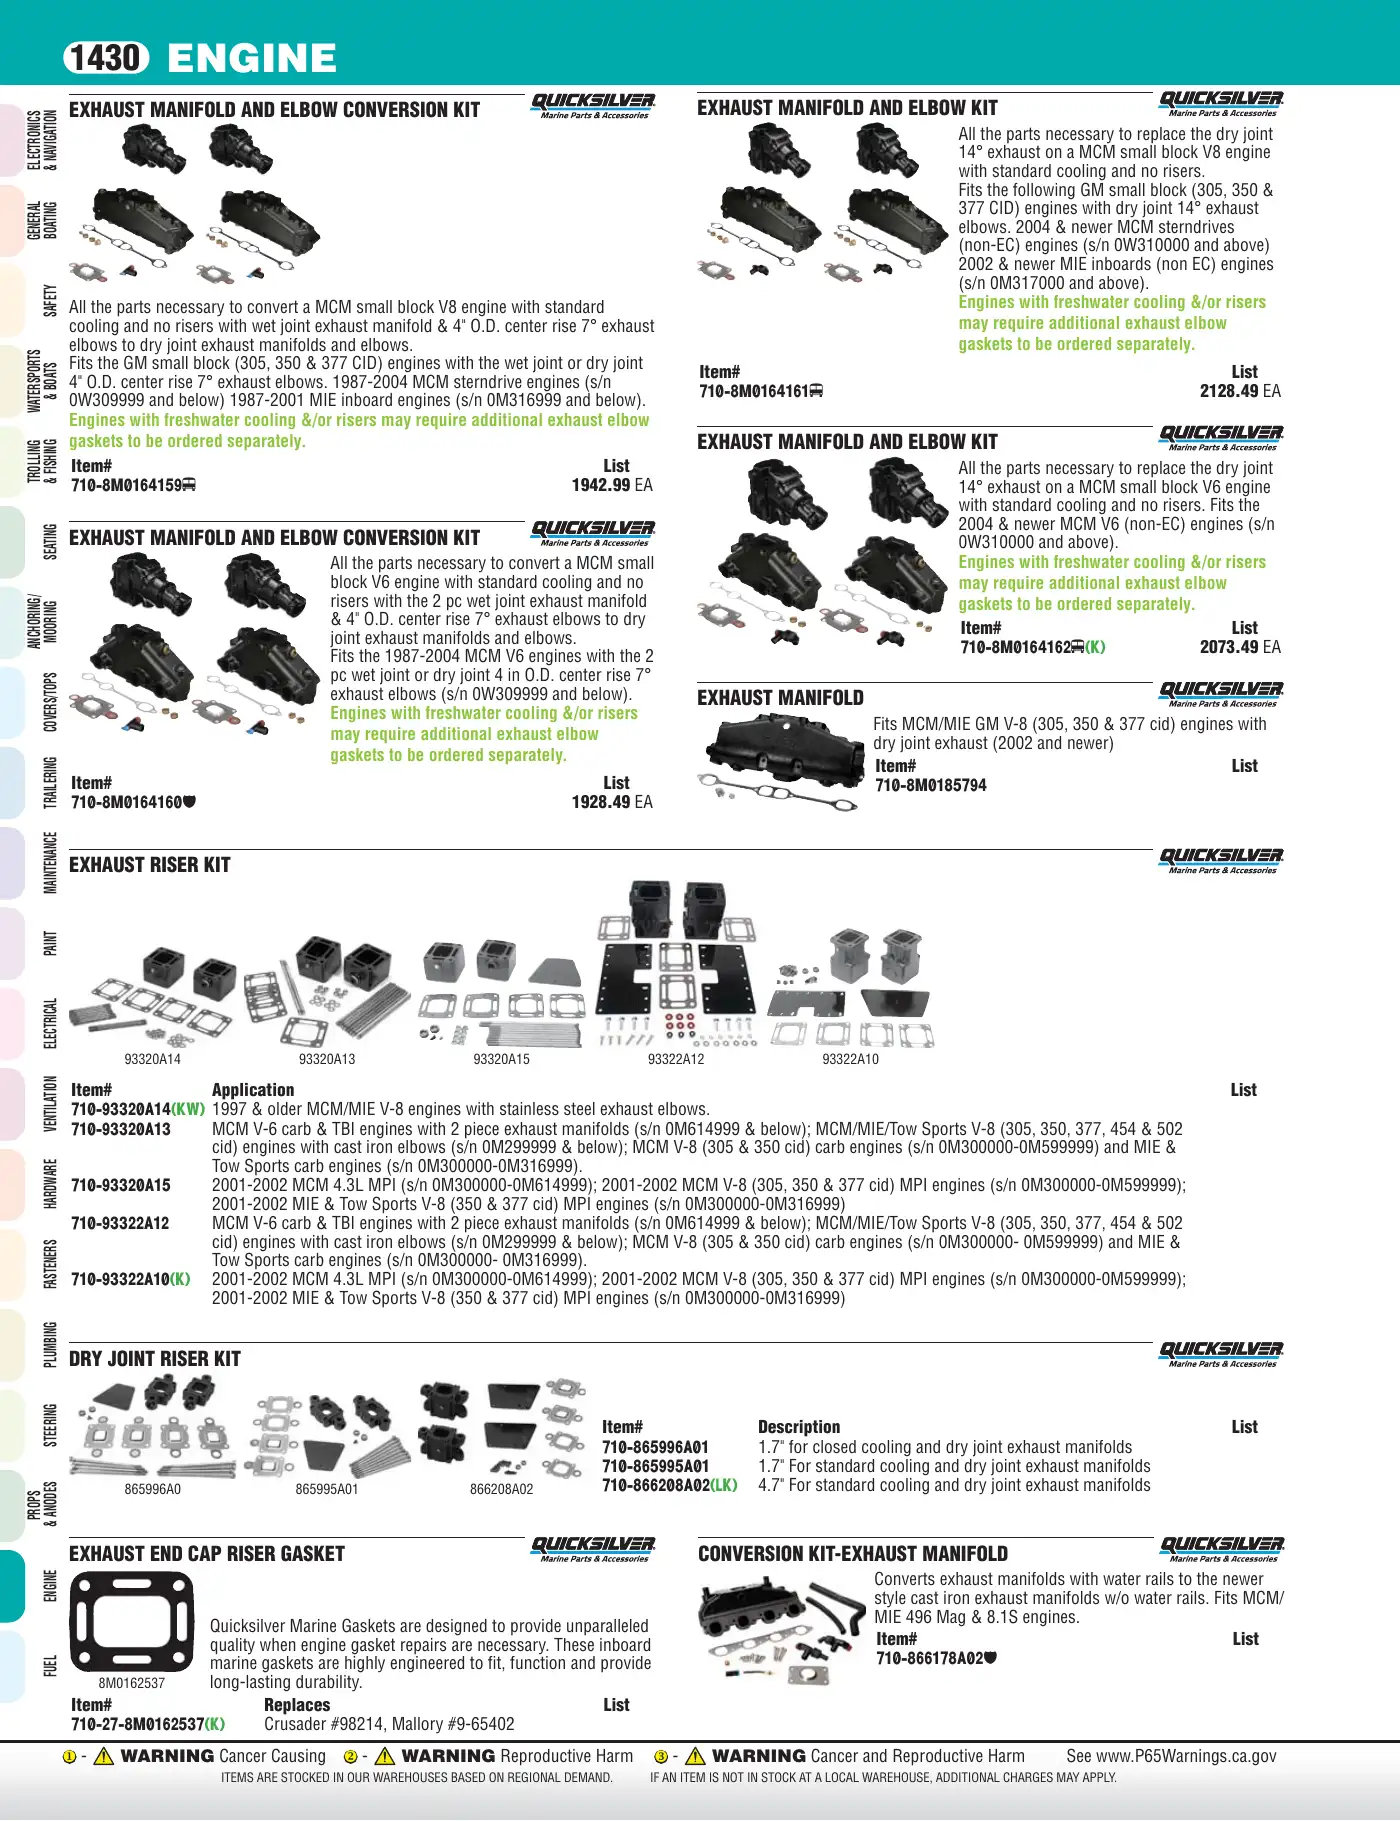 1430 ENGINE
ELECTRONICS
& NAVIGATION
GENERAL
BOATING
SAFETY
WATERSPORTS
& BOATS
TROLLING
& FISHING
SEATING
ANCHORING/
MOORING
COVERS/TOPS
TRAILERING
MAINTENANCE
PAINT
ELECTRICAL
VENTILATION
HARDWARE
FASTENERS
PLUMBING
STEERING
PROPS
& ANODES
ENGINE
FUEL
EXHAUST MANIFOLD AND ELBOW CONVERSION KIT
QUICKSILVER
Marine Parts & Accessories
All the parts necessary to convert a MCM small block V8 engine with standard
cooling and no risers with wet joint exhaust manifold & 4" O.D. center rise 7° exhaust
elbows to dry joint exhaust manifolds and elbows.
Fits the GM small block (305, 350 & 377 CID) engines with the wet joint or dry joint
4" O.D. center rise 7° exhaust elbows. 1987-2004 MCM sterndrive engines (s/n
0W309999 and below) 1987-2001 MIE inboard engines (s/n 0M316999 and below).
Engines with freshwater cooling &/or risers may require additional exhaust elbow
gaskets to be ordered separately.
Item# List
710-8M0164159 1942.99 EA
EXHAUST MANIFOLD AND ELBOW CONVERSION KIT
QUICKSILVER
Marine Parts & Accessories
All the parts necessary to convert a MCM small
block V6 engine with standard cooling and no
risers with the 2 pc wet joint exhaust manifold
& 4" O.D. center rise 7° exhaust elbows to dry
joint exhaust manifolds and elbows.
Fits the 1987-2004 MCM V6 engines with the 2
pc wet joint or dry joint 4 in O.D. center rise 7°
exhaust elbows (s/n 0W309999 and below).
Engines with freshwater cooling &/or risers
may require additional exhaust elbow
gaskets to be ordered separately.
Item# List
710-8M0164160 1928.49 EA
EXHAUST MANIFOLD AND ELBOW KIT
QUICKSILVER
Marine Parts & Accessories
All the parts necessary to replace the dry joint
14° exhaust on a MCM small block V8 engine
with standard cooling and no risers.
Fits the following GM small block (305, 350 &
377 CID) engines with dry joint 14° exhaust
elbows. 2004 & newer MCM sterndrives
(non-EC) engines (s/n 0W310000 and above)
2002 & newer MIE inboards (non EC) engines
(s/n 0M317000 and above).
Engines with freshwater cooling &/or risers
may require additional exhaust elbow
gaskets to be ordered separately.
Item# List
710-8M0164161 2128.49 EA
EXHAUST MANIFOLD AND ELBOW KIT
QUICKSILVER
Marine Parts & Accessories
All the parts necessary to replace the dry joint
14° exhaust on a MCM small block V6 engine
with standard cooling and no risers. Fits the
2004 & newer MCM V6 (non-EC) engines (s/n
0W310000 and above).
Engines with freshwater cooling &/or risers
may require additional exhaust elbow
gaskets to be ordered separately.
Item# List
710-8M0164162(K) 2073.49 EA
EXHAUST MANIFOLD
QUICKSILVER
Marine Parts & Accessories
Fits MCM/MIE GM V-8 (305, 350 & 377 cid) engines with
dry joint exhaust (2002 and newer)
Item# List
710-8M0185794
EXHAUST RISER KIT
QUICKSILVER
Marine Parts & Accessories
93320A14 93320A13 93320A15 93322A12 93322A10
Item# Application List
710-93320A14(KW) 1997 & older MCM/MIE V-8 engines with stainless steel exhaust elbows.
710-93320A13 MCM V-6 carb & TBI engines with 2 piece exhaust manifolds (s/n 0M614999 & below); MCM/MIE/Tow Sports V-8 (305, 350, 377, 454 & 502
cid) engines with cast iron elbows (s/n 0M299999 & below); MCM V-8 (305 & 350 cid) carb engines (s/n 0M300000-0M599999) and MIE &
Tow Sports carb engines (s/n 0M300000-0M316999).
710-93320A15 2001-2002 MCM 4.3L MPI (s/n 0M300000-0M614999); 2001-2002 MCM V-8 (305, 350 & 377 cid) MPI engines (s/n 0M300000-0M599999);
2001-2002 MIE & Tow Sports V-8 (350 & 377 cid) MPI engines (s/n 0M300000-0M316999)
710-93322A12 MCM V-6 carb & TBI engines with 2 piece exhaust manifolds (s/n 0M614999 & below); MCM/MIE/Tow Sports V-8 (305, 350, 377, 454 & 502
cid) engines with cast iron elbows (s/n 0M299999 & below); MCM V-8 (305 & 350 cid) carb engines (s/n 0M300000- 0M599999) and MIE &
Tow Sports carb engines (s/n 0M300000- 0M316999).
710-93322A10(K) 2001-2002 MCM 4.3L MPI (s/n 0M300000-0M614999); 2001-2002 MCM V-8 (305, 350 & 377 cid) MPI engines (s/n 0M300000-0M599999);
2001-2002 MIE & Tow Sports V-8 (350 & 377 cid) MPI engines (s/n 0M300000-0M316999)
DRY JOINT RISER KIT
QUICKSILVER
Marine Parts & Accessories
865996A0 865995A01 866208A02
Item# Description List
710-865996A01 1.7" for closed cooling and dry joint exhaust manifolds
710-865995A01 1.7" For standard cooling and dry joint exhaust manifolds
710-866208A02(LK) 4.7" For standard cooling and dry joint exhaust manifolds
EXHAUST END CAP RISER GASKET
QUICKSILVER
Marine Parts & Accessories
8M0162537
Quicksilver Marine Gaskets are designed to provide unparalleled
quality when engine gasket repairs are necessary. These inboard
marine gaskets are highly engineered to fit, function and provide
long-lasting durability.
Item# Replaces List
710-27-8M0162537(K) Crusader #98214, Mallory #9-65402
CONVERSION KIT-EXHAUST MANIFOLD
QUICKSILVER
Marine Parts & Accessories
Converts exhaust manifolds with water rails to the newer
style cast iron exhaust manifolds w/o water rails. Fits MCM/
MIE 496 Mag & 8.1S engines.
Item# List
710-866178A02
1 - WARNING Cancer Causing 2 - WARNING Reproductive Harm 3 - WARNING Cancer and Reproductive Harm See www.P65Warnings.ca.gov
ITEMS ARE STOCKED IN OUR WAREHOUSES BASED ON REGIONAL DEMAND. IF AN ITEM IS NOT IN STOCK AT A LOCAL WAREHOUSE, ADDITIONAL CHARGES MAY APPLY.